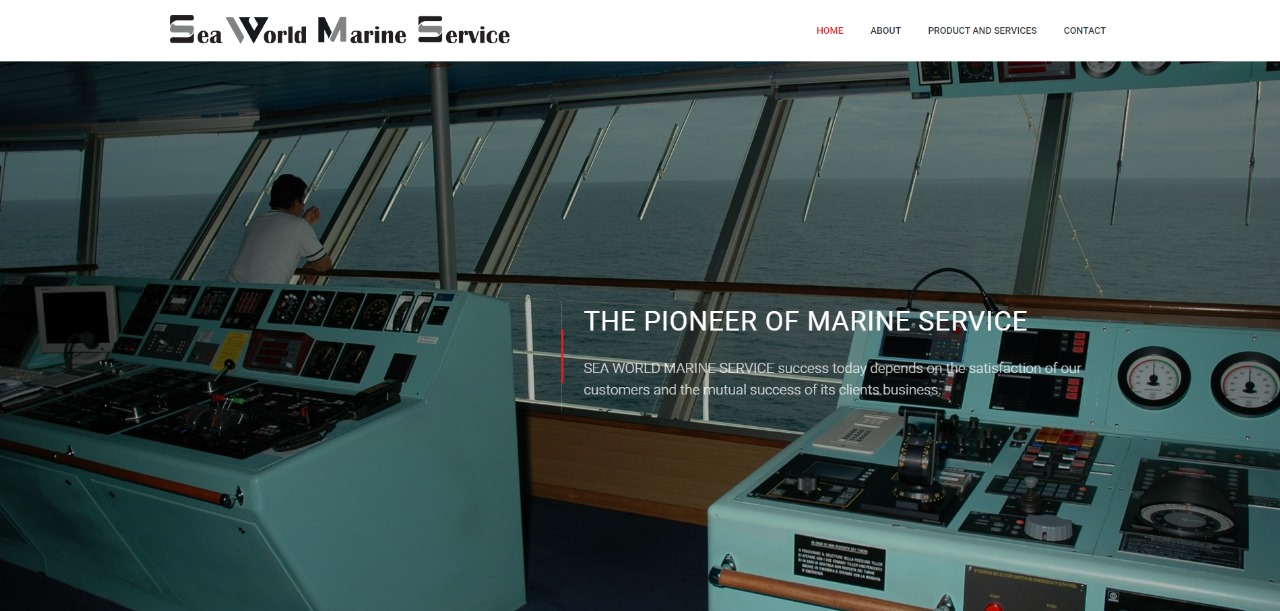 Sea World Marine Service
HOME
ABOUT
PRODUCT AND SERVICES
CONTACT
THE PIONEER OF MARINE SERVICE
SEA WORLD MARINE SERVICE success today depends on the satisfaction of our
customers and the mutual success of its clients business.